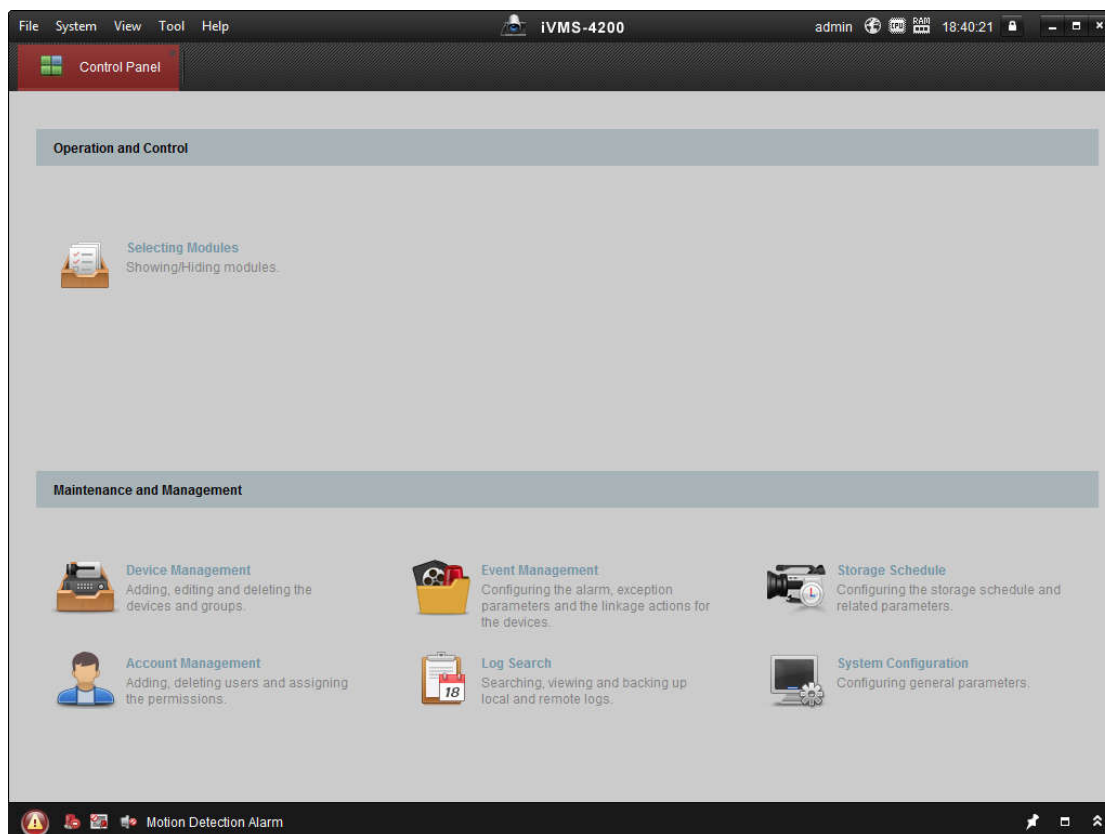 File System View Tool Help iVMS-4200 admin CPU RAM 18:40:21
Control Panel
Operation and Control
Selecting Modules
Showing/Hiding modules.
Maintenance and Management
Device Management
Adding, editing and deleting the
devices and groups.
Event Management
Configuring the alarm, exception
parameters and the linkage actions for
the devices.
Storage Schedule
Configuring the storage schedule and
related parameters.
Account Management
Adding, deleting users and assigning
the permissions.
18
Log Search
Searching, viewing and backing up
local and remote logs.
System Configuration
Configuring general parameters.
Motion Detection Alarm